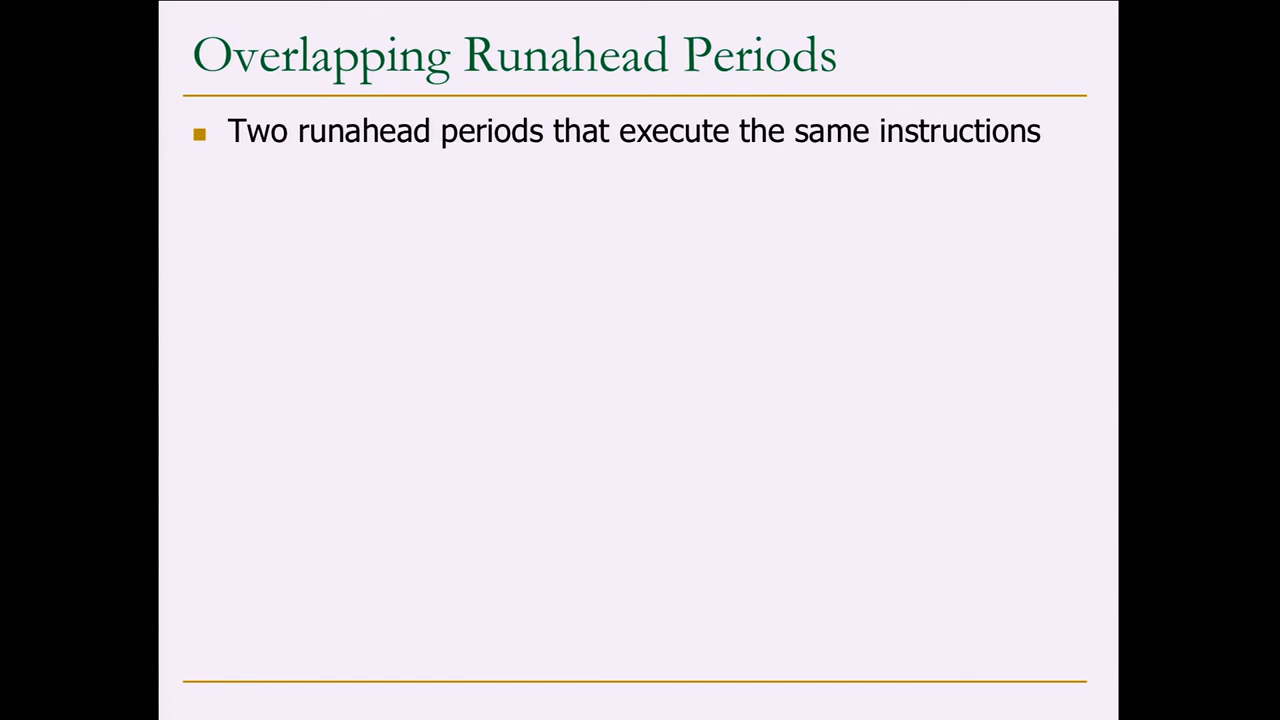 Overlapping Runahead Periods
Two runahead periods that execute the same instructions